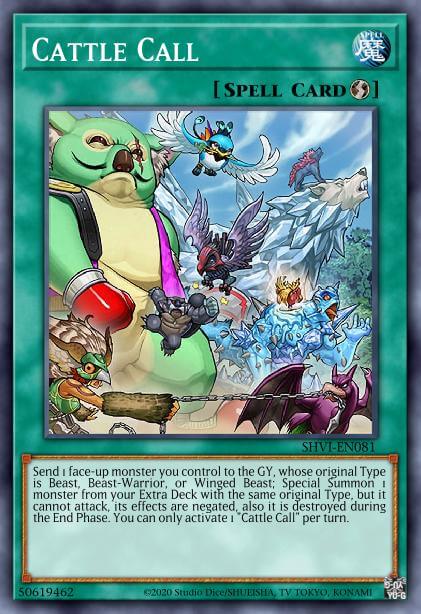 CATTLE CALL
SPELL
魔
[SPELL CARD]
SHVI-EN081
Send 1 face-up monster you control to the GY, whose original Type
is Beast, Beast-Warrior, or Winged Beast; Special Summon 1
monster from your Extra Deck with the same original Type, but it
cannot attack, its effects are negated, also it is destroyed during
the End Phase. You can only activate 1 "Cattle Call" per turn.
50619462
©2020 Studio Dice/SHUEISHA, TV TOKYO, KONAMI